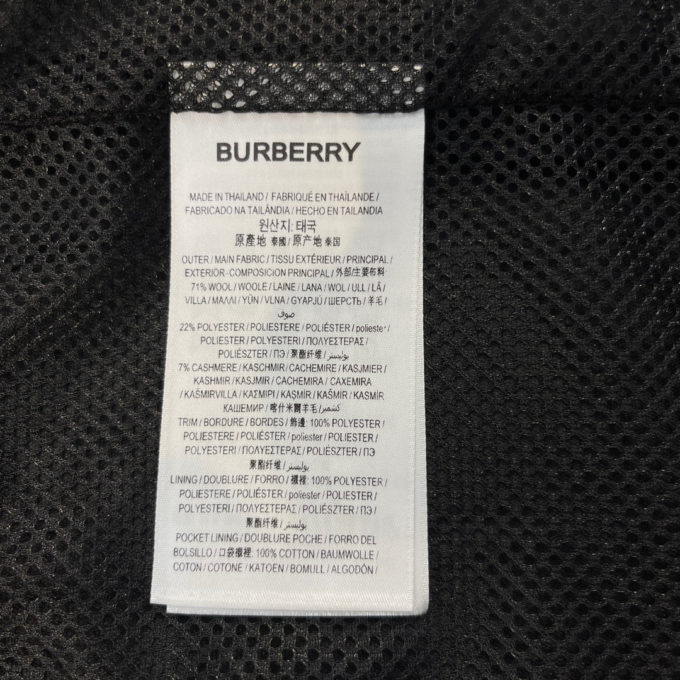 BURBERRY
MADE IN THAILAND / FABRIQUÉ EN THAÏLANDE /
FABRICADO NA TAILÂNDIA / HECHO EN TAILANDIA
원산지: 태국
原產地 泰國 / 原产地 泰国
OUTER / MAIN FABRIC / TISSU EXTÉRIEUR / PRINCIPAL /
EXTERIOR-COMPOSICIÓN PRINCIPAL / 外部/主要布料
71% WOOL / WOOLE / LAINE / LANA / WOL / ULL / LÃ /
VILLA / ΜΑΛΛΙ / YÜN / VLNA / GYAPJÚ / ШЕРСТЬ / 羊毛 /
صوف
22% POLYESTER / POLIESTERE / POLIÉSTER / poliester /
POLIESTER / POLYESTERI / ΠΟΛΥΕΣΤΕΡΑΣ /
POLIÉSZTER / ПЭ / 聚酯纤维 / بوليستر
7% CASHMERE / KASCHMIR / CACHEMIRE / KASJMIER /
KASHMIR / KASJMIR / CACHEMIRA / CAXEMIRA
/ KAŠMIRVILLA / ΚΑΣΜΙΡΙ / KAŞMİR / KAŠMIR / KASMÍR
КАШЕМИР / 喀什米爾羊毛 / كشمير
TRIM / BORDURE / BORDES / 飾邊: 100% POLYESTER /
POLIESTERE / POLIÉSTER / poliester / POLIESTER /
POLYESTERI / ΠΟΛΥΕΣΤΕΡΑΣ / POLIÉSZTER / ПЭ
聚酯纤维 / بوليستر
LINING / DOUBLURE / FORRO / 襯裡: 100% POLYESTER /
POLIESTERE / POLIÉSTER / poliester / POLIESTER /
POLYESTERI / ΠΟΛΥΕΣΤΕΡΑΣ / POLIÉSZTER / ПЭ /
聚酯纤维 / بوليستر
POCKET LINING / DOUBLURE POCHE / FORRO DEL
BOLSILLO / 口袋襯裡: 100% COTTON / BAUMWOLLE /
COTON / COTONE / KATOEN / BOMULL / ALGODÓN /